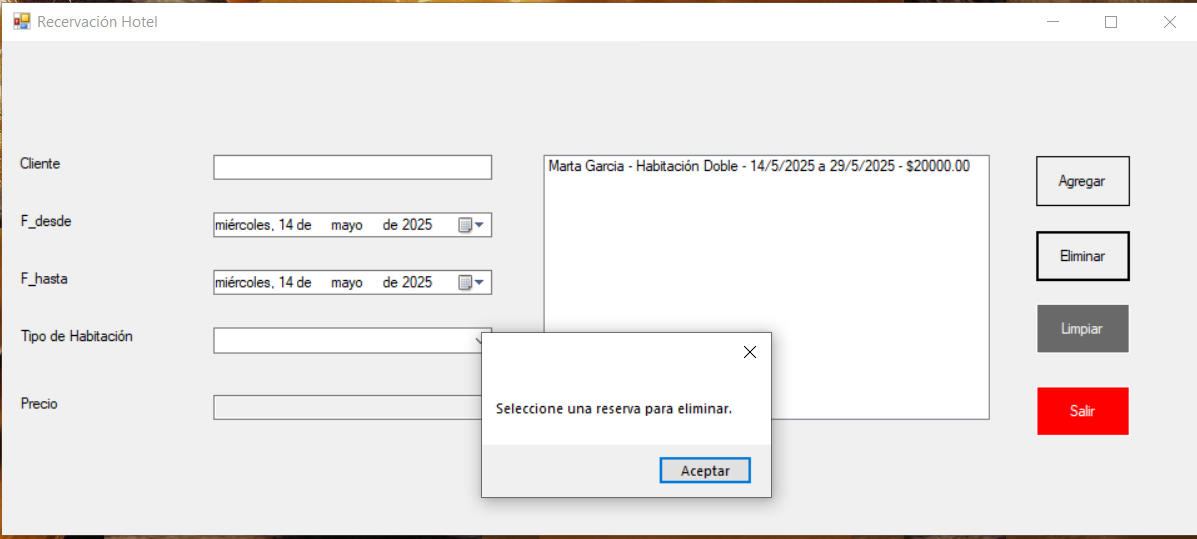 Recervación Hotel
Cliente
Marta Garcia - Habitación Doble - 14/5/2025 a 29/5/2025 - $20000.00
Agregar
F_desde
miércoles, 14 de mayo de 2025
Eliminar
F_hasta
miércoles, 14 de mayo de 2025
Limpiar
Tipo de Habitación
Precio
Seleccione una reserva para eliminar.
Salir
Aceptar